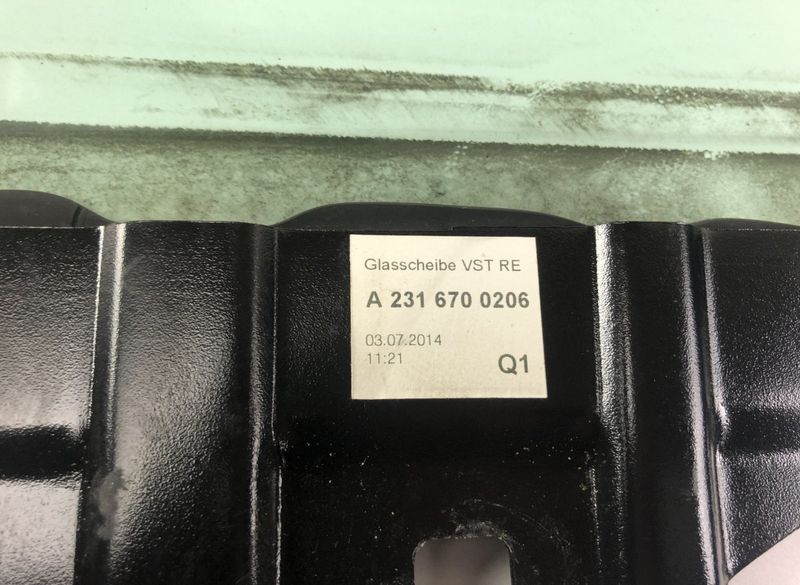 Glasscheibe VST RE
A 231 670 0206
03.07.2014
11:21
Q1